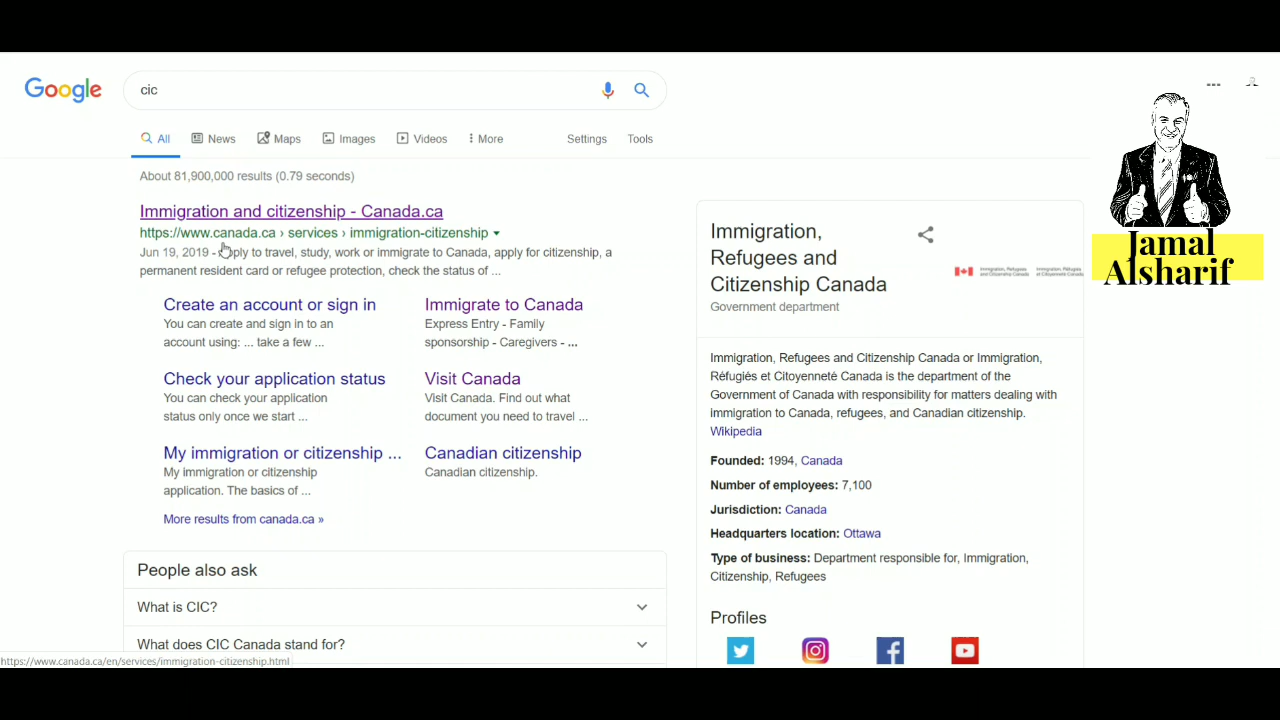 Google
cic
All
News
Maps
Images
Videos
More
Settings
Tools
About 81,900,000 results (0.79 seconds)
Immigration and citizenship - Canada.ca
https://www.canada.ca › services › immigration-citizenship
Jun 19, 2019 - Apply to travel, study, work or immigrate to Canada, apply for citizenship, a
permanent resident card or refugee protection, check the status of ...
Create an account or sign in
You can create and sign in to an
account using: ... take a few ...
Immigrate to Canada
Express Entry - Family
sponsorship - Caregivers - ...
Check your application status
You can check your application
status only once we start ...
Visit Canada
Visit Canada. Find out what
document you need to travel ...
My immigration or citizenship ...
My immigration or citizenship
application. The basics of ...
Canadian citizenship
Canadian citizenship.
More results from canada.ca »
People also ask
What is CIC?
What does CIC Canada stand for?
https://www.canada.ca/en/services/immigration-citizenship.html
Immigration,
Refugees and
Citizenship Canada
Government department
Immigration, Refugees
and Citizenship Canada
Immigration, Réfugiés
et Citoyenneté Canada
Immigration, Refugees and Citizenship Canada or Immigration,
Réfugiés et Citoyenneté Canada is the department of the
Government of Canada with responsibility for matters dealing with
immigration to Canada, refugees, and Canadian citizenship.
Wikipedia
Founded: 1994, Canada
Number of employees: 7,100
Jurisdiction: Canada
Headquarters location: Ottawa
Type of business: Department responsible for, Immigration,
Citizenship, Refugees
Profiles
Jamal
Alsharif